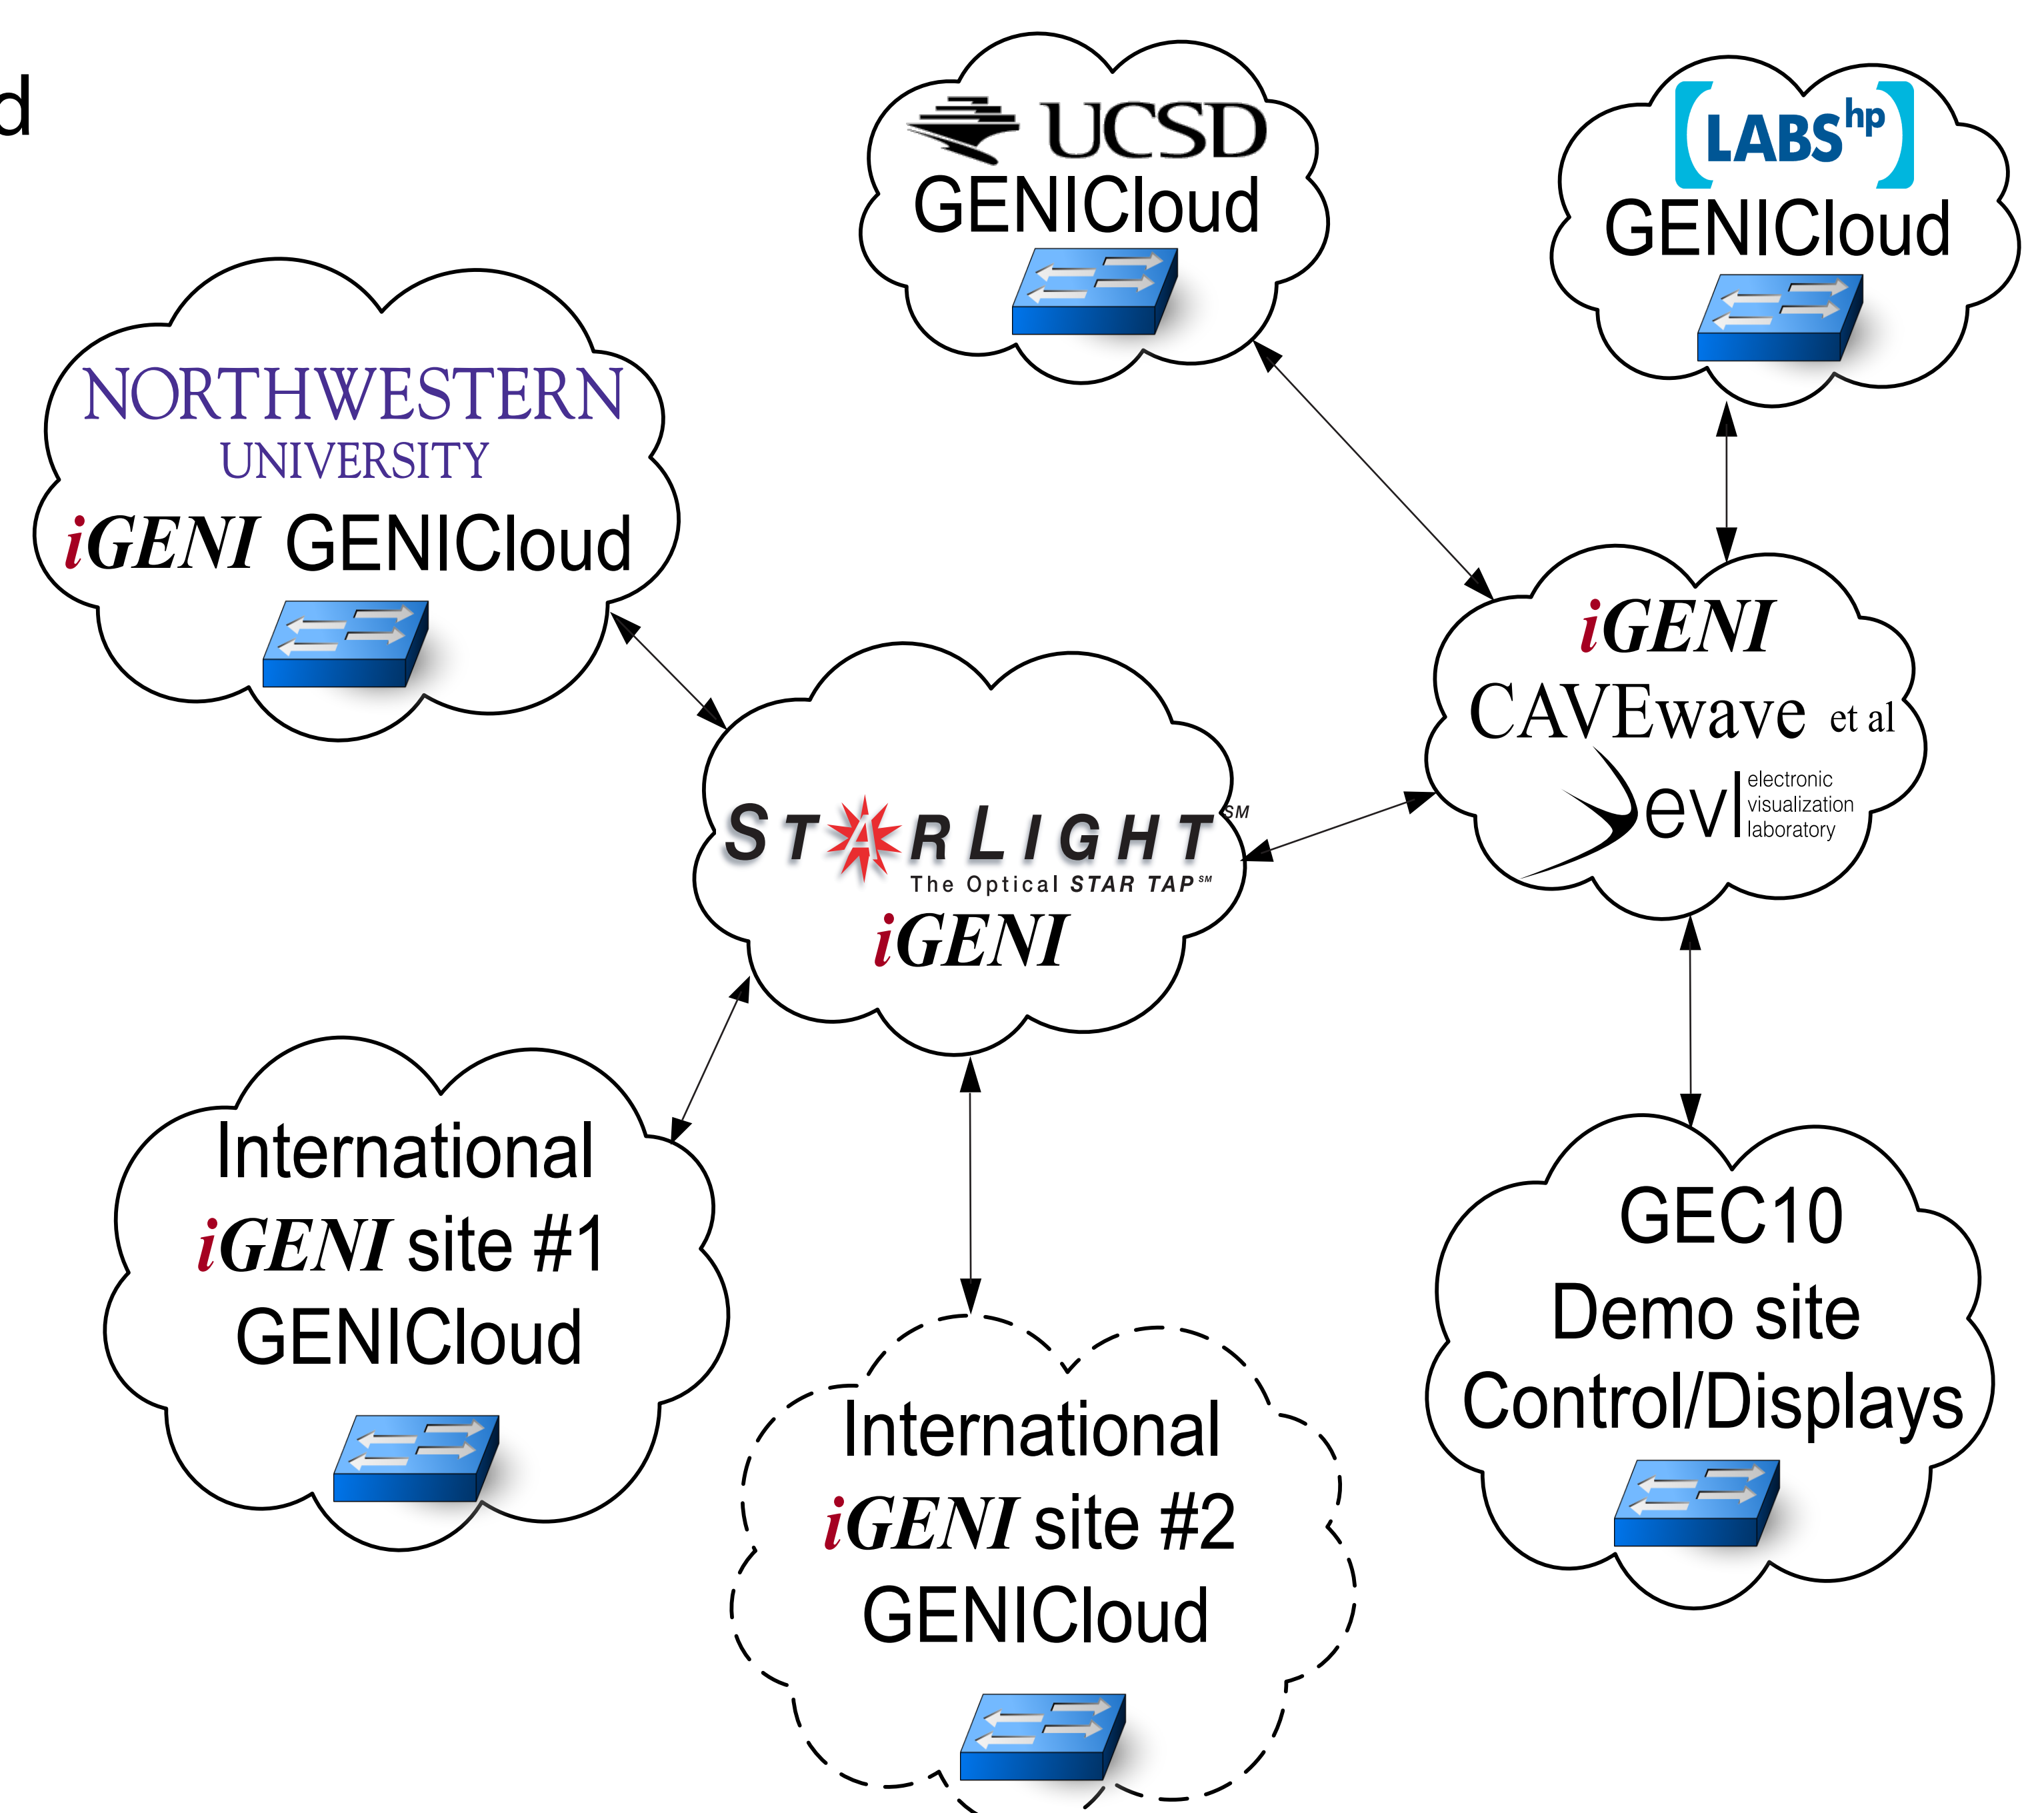 d
UCSD
GENICloud
LABS hp
GENICloud
NORTHWESTERN
UNIVERSITY
iGENI GENICloud
iGENI
CAVEwave et al
evl electronic
visualization
laboratory
STARLIGHT SM
The Optical STAR TAP SM
iGENI
International
iGENI site #1
GENICloud
GEC10
Demo site
Control/Displays
International
iGENI site #2
GENICloud